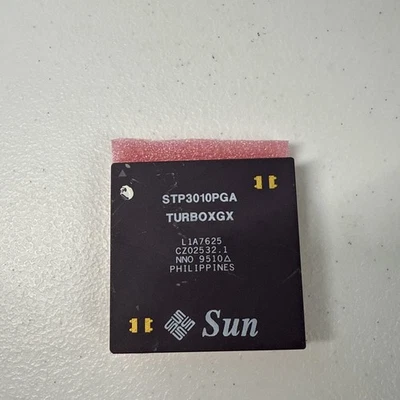 STP3010PGA
TURBOXGX
L1A7625
CZ02532.1
NNO 9510△
PHILIPPINES
Sun